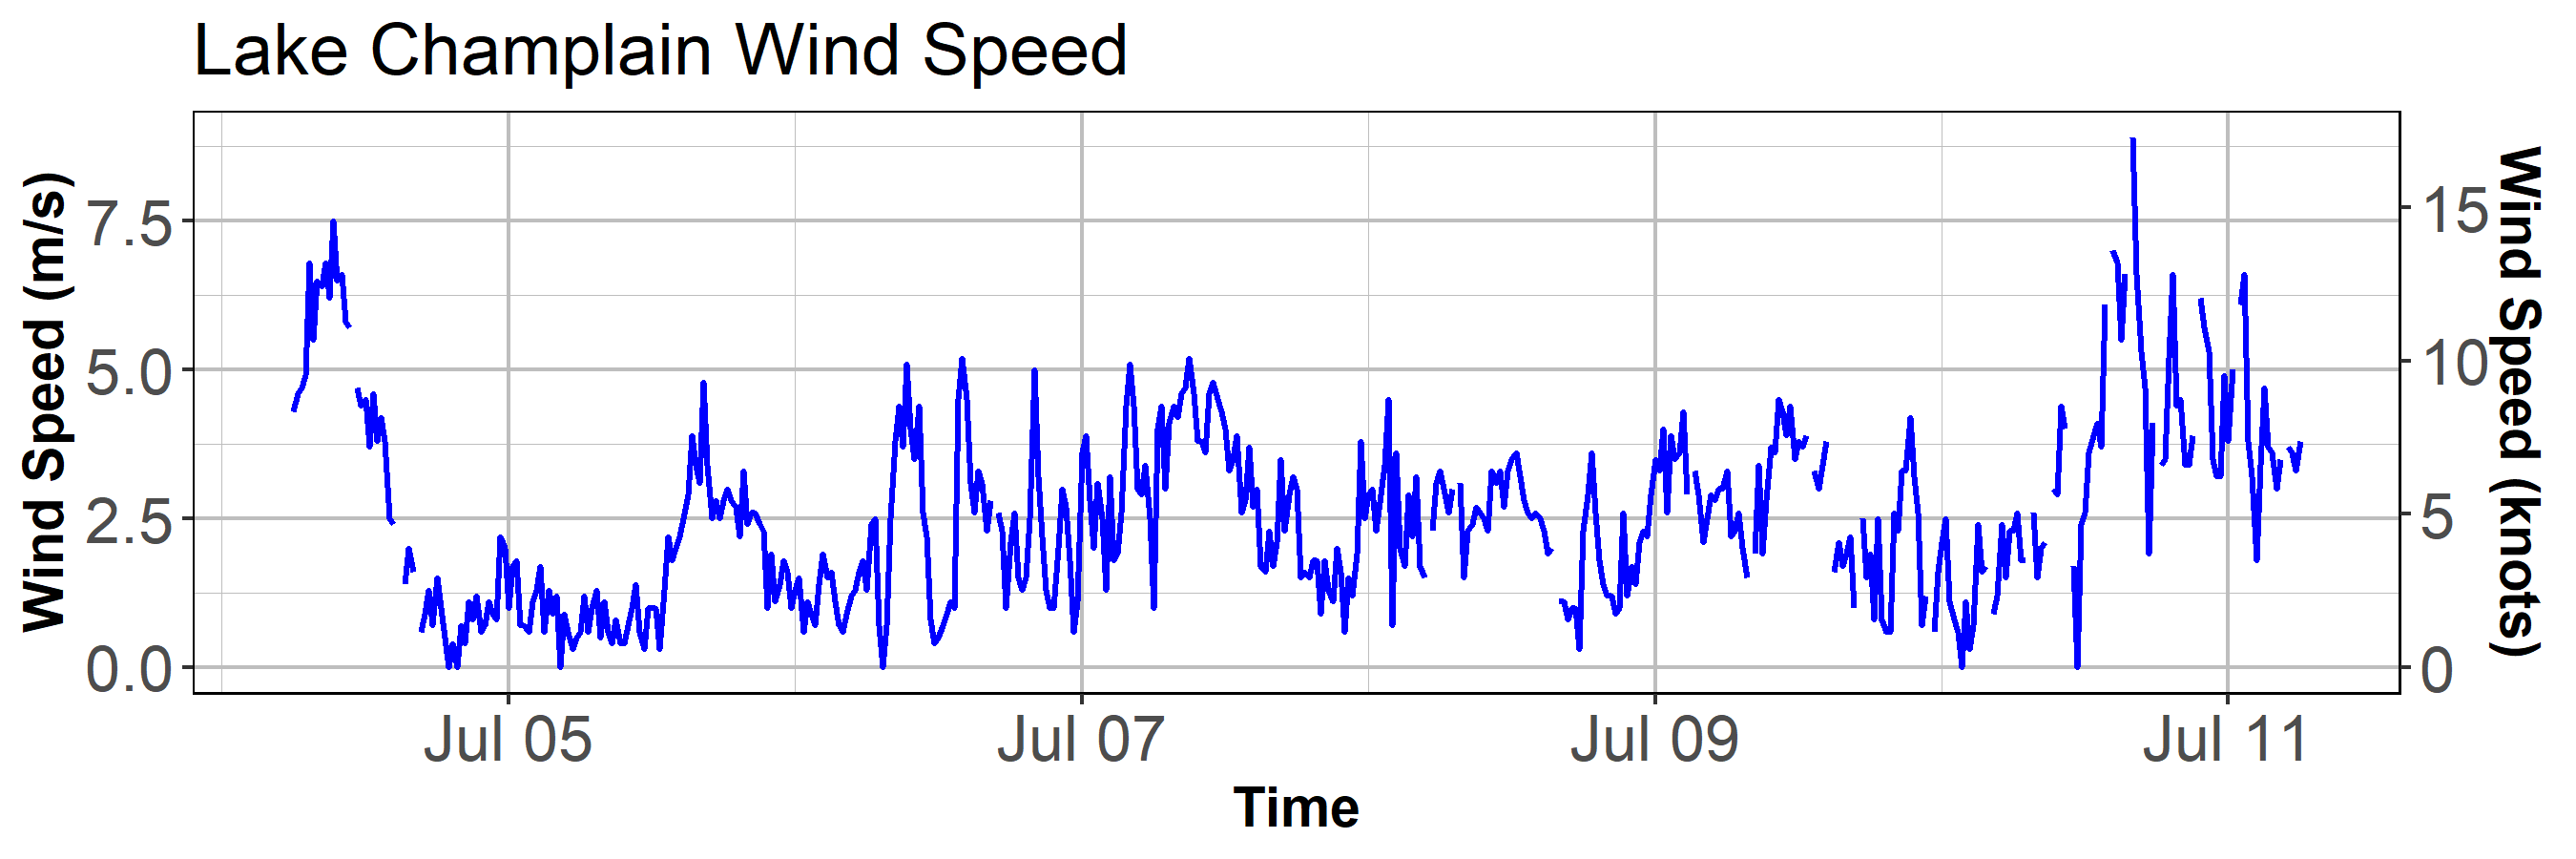 Lake Champlain Wind Speed
Wind Speed (m/s)
7.5
5.0
2.5
0.0
15
10
5
0
Wind Speed (knots)
Jul 05
Jul 07
Jul 09
Jul 11
Time